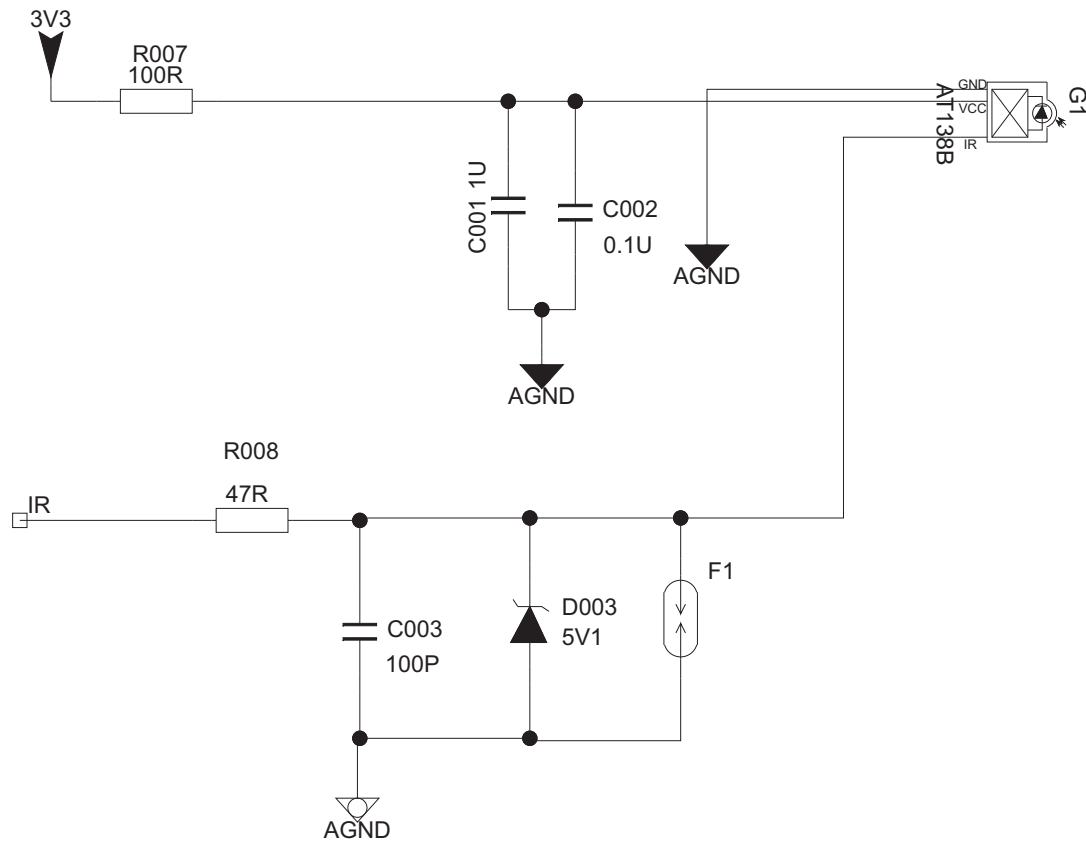 3V3
R007
100R
GND
VCC
IR
AT138B
G1
C001 1U
C002
0.1U
AGND
AGND
R008
47R
IR
F1
D003
5V1
C003
100P
AGND